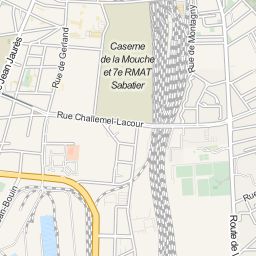 Caserne
de la Mouche
et 7e RMAT
Sabatier
Rue de Gerland
Jean Jaurès
Rue de Montagny
Rue Challemel-Lacour
Route de